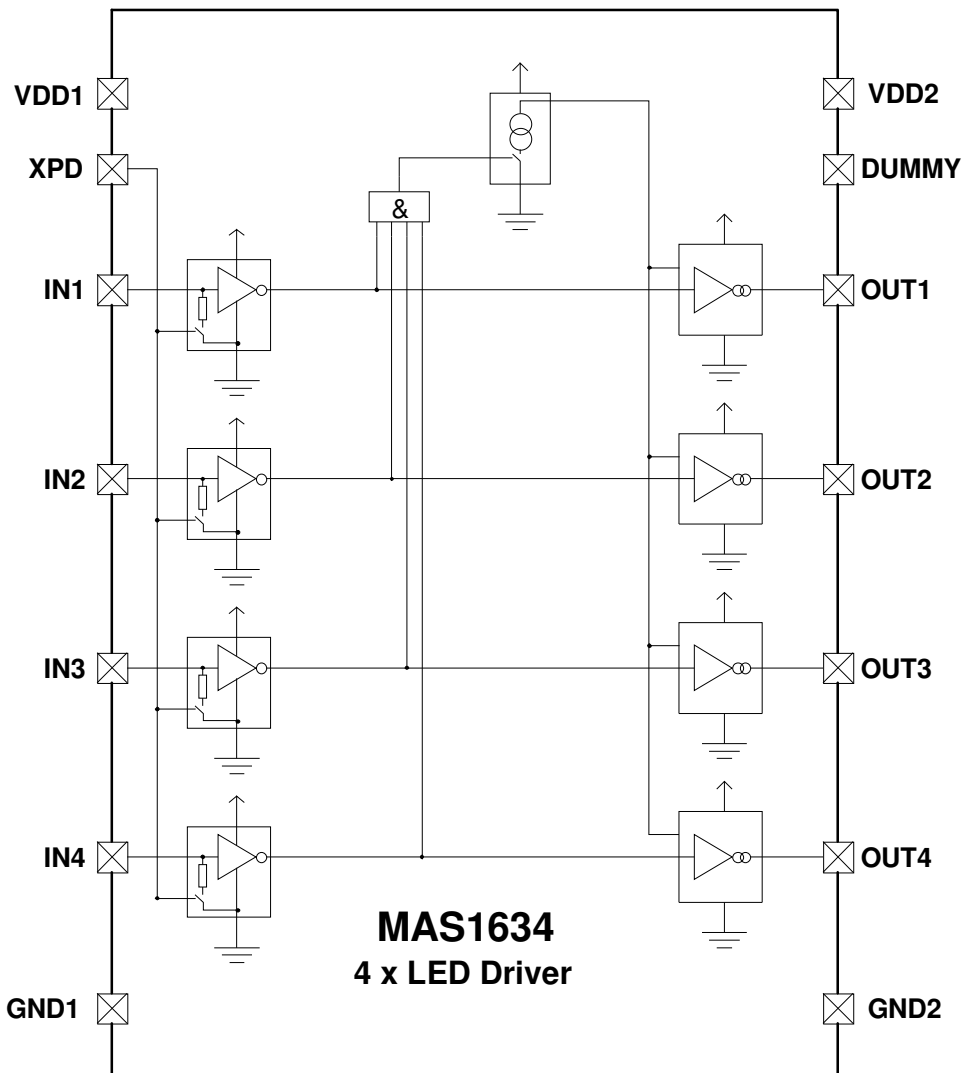 VDD1
VDD2
XPD
DUMMY
&
IN1
OUT1
IN2
OUT2
IN3
OUT3
IN4
OUT4
MAS1634
4 x LED Driver
GND1
GND2